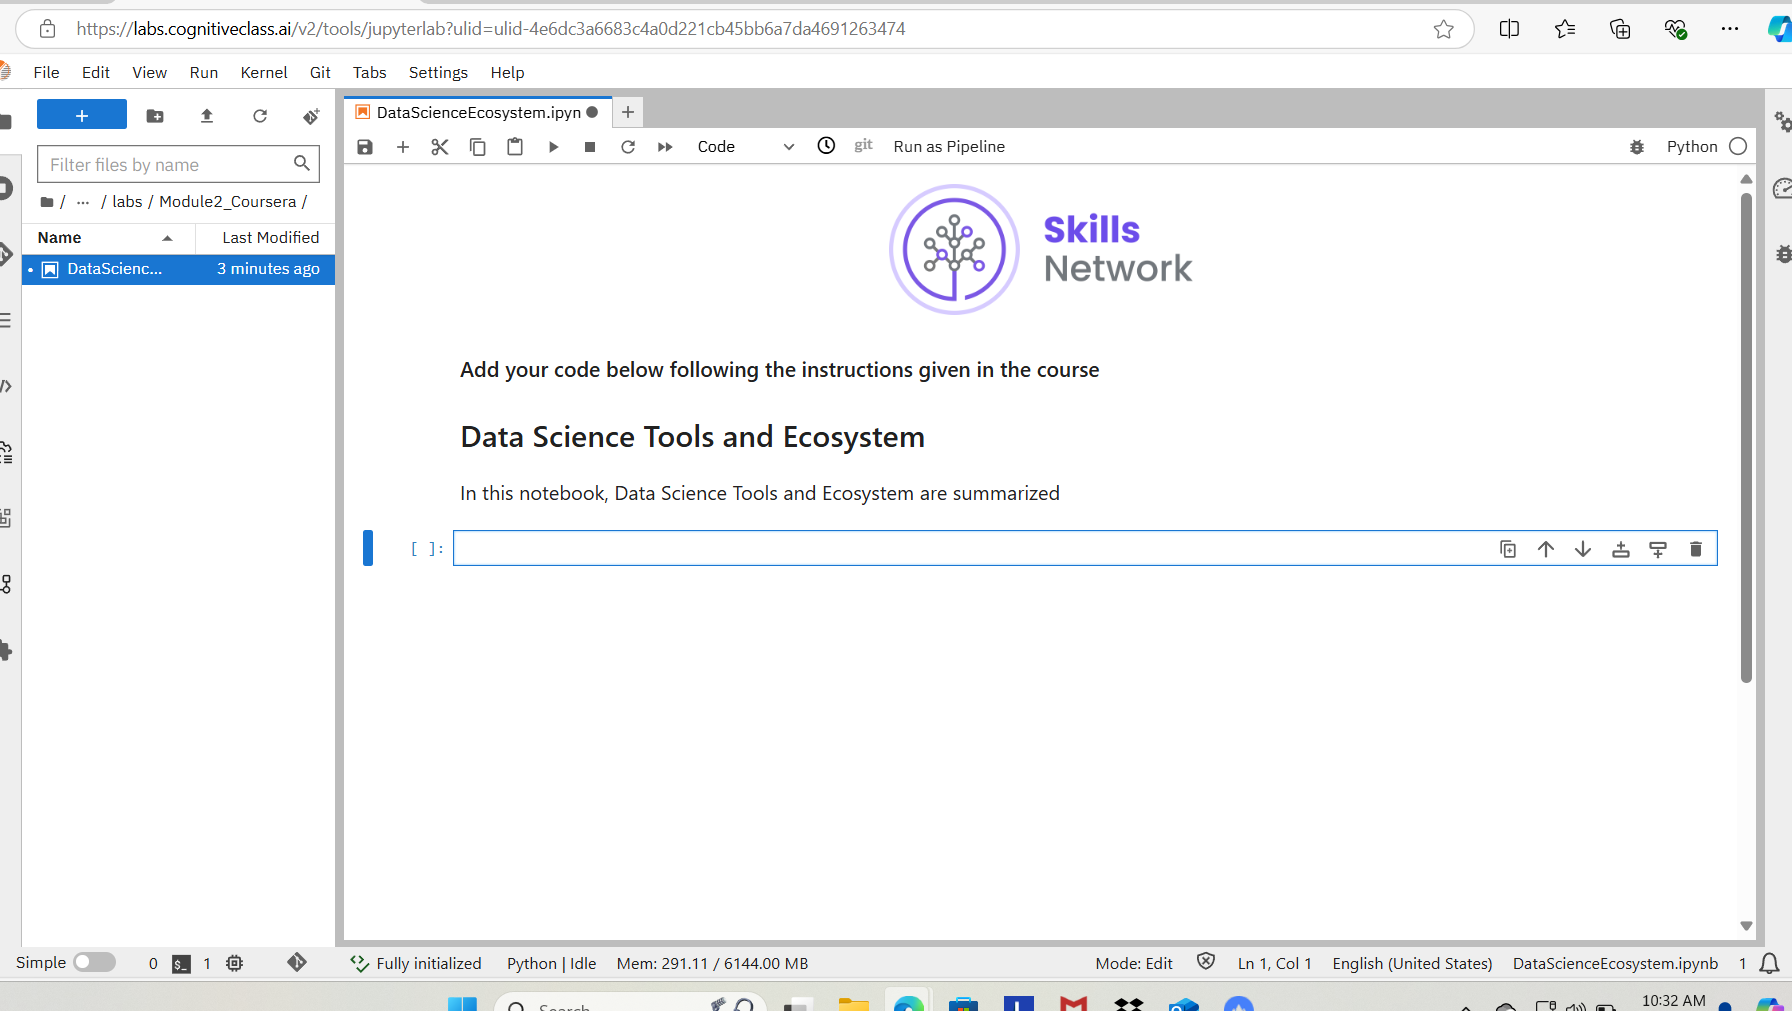 https://labs.cognitiveclass.ai/v2/tools/jupyterlab?ulid=ulid-4e6dc3a6683c4a0d221cb45bb6a7da4691263474
File Edit View Run Kernel Git Tabs Settings Help
DataScienceEcosystem.ipyn
Filter files by name
Code git Run as Pipeline Python
/ ... / labs / Module2_Coursera /
Name Last Modified
DataScienc... 3 minutes ago
Skills
Network
Add your code below following the instructions given in the course
Data Science Tools and Ecosystem
In this notebook, Data Science Tools and Ecosystem are summarized
[ ]:
Simple 0 $_ 1 Fully initialized Python | Idle Mem: 291.11 / 6144.00 MB Mode: Edit Ln 1, Col 1 English (United States) DataScienceEcosystem.ipynb 1
Search 10:32 AM